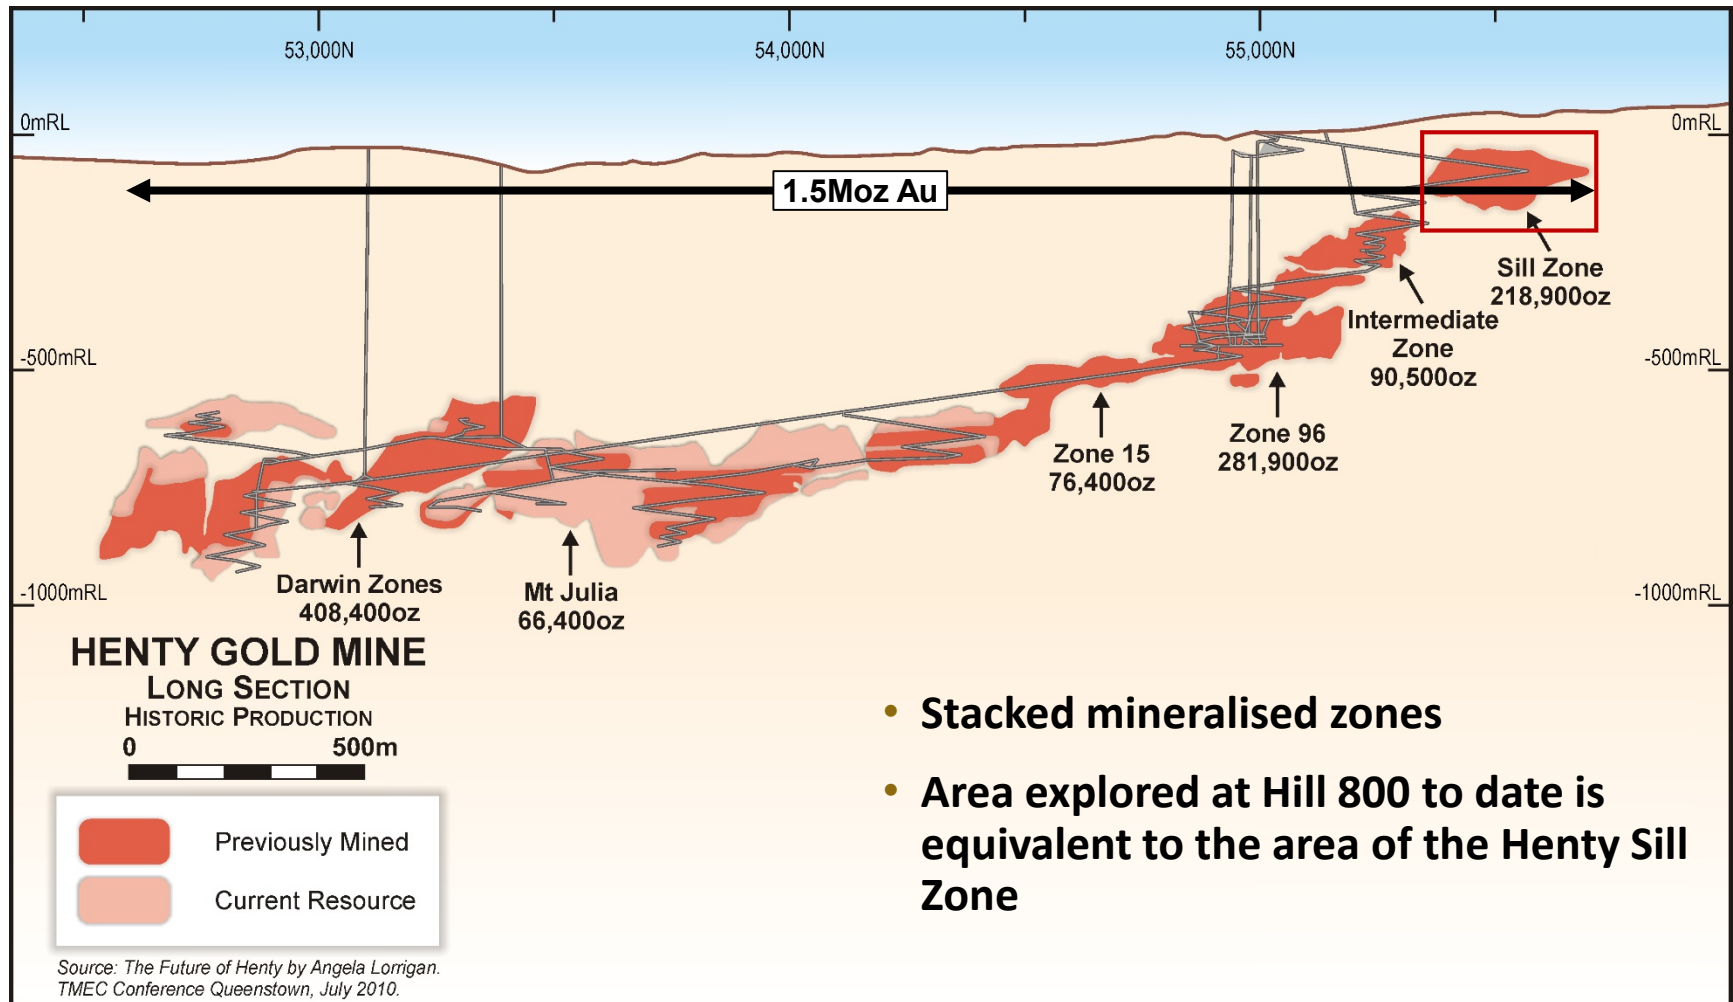 53,000N
54,000N
55,000N
0mRL
0mRL
1.5Moz Au
Sill Zone
218,900oz
Intermediate
Zone
90,500oz
-500mRL
-500mRL
Zone 96
281,900oz
Zone 15
76,400oz
Darwin Zones
408,400oz
Mt Julia
66,400oz
-1000mRL
-1000mRL
HENTY GOLD MINE
LONG SECTION
HISTORIC PRODUCTION
0 500m
Previously Mined
Current Resource
Source: The Future of Henty by Angela Lorrigan.
TMEC Conference Queenstown, July 2010.
• Stacked mineralised zones
• Area explored at Hill 800 to date is
equivalent to the area of the Henty Sill
Zone